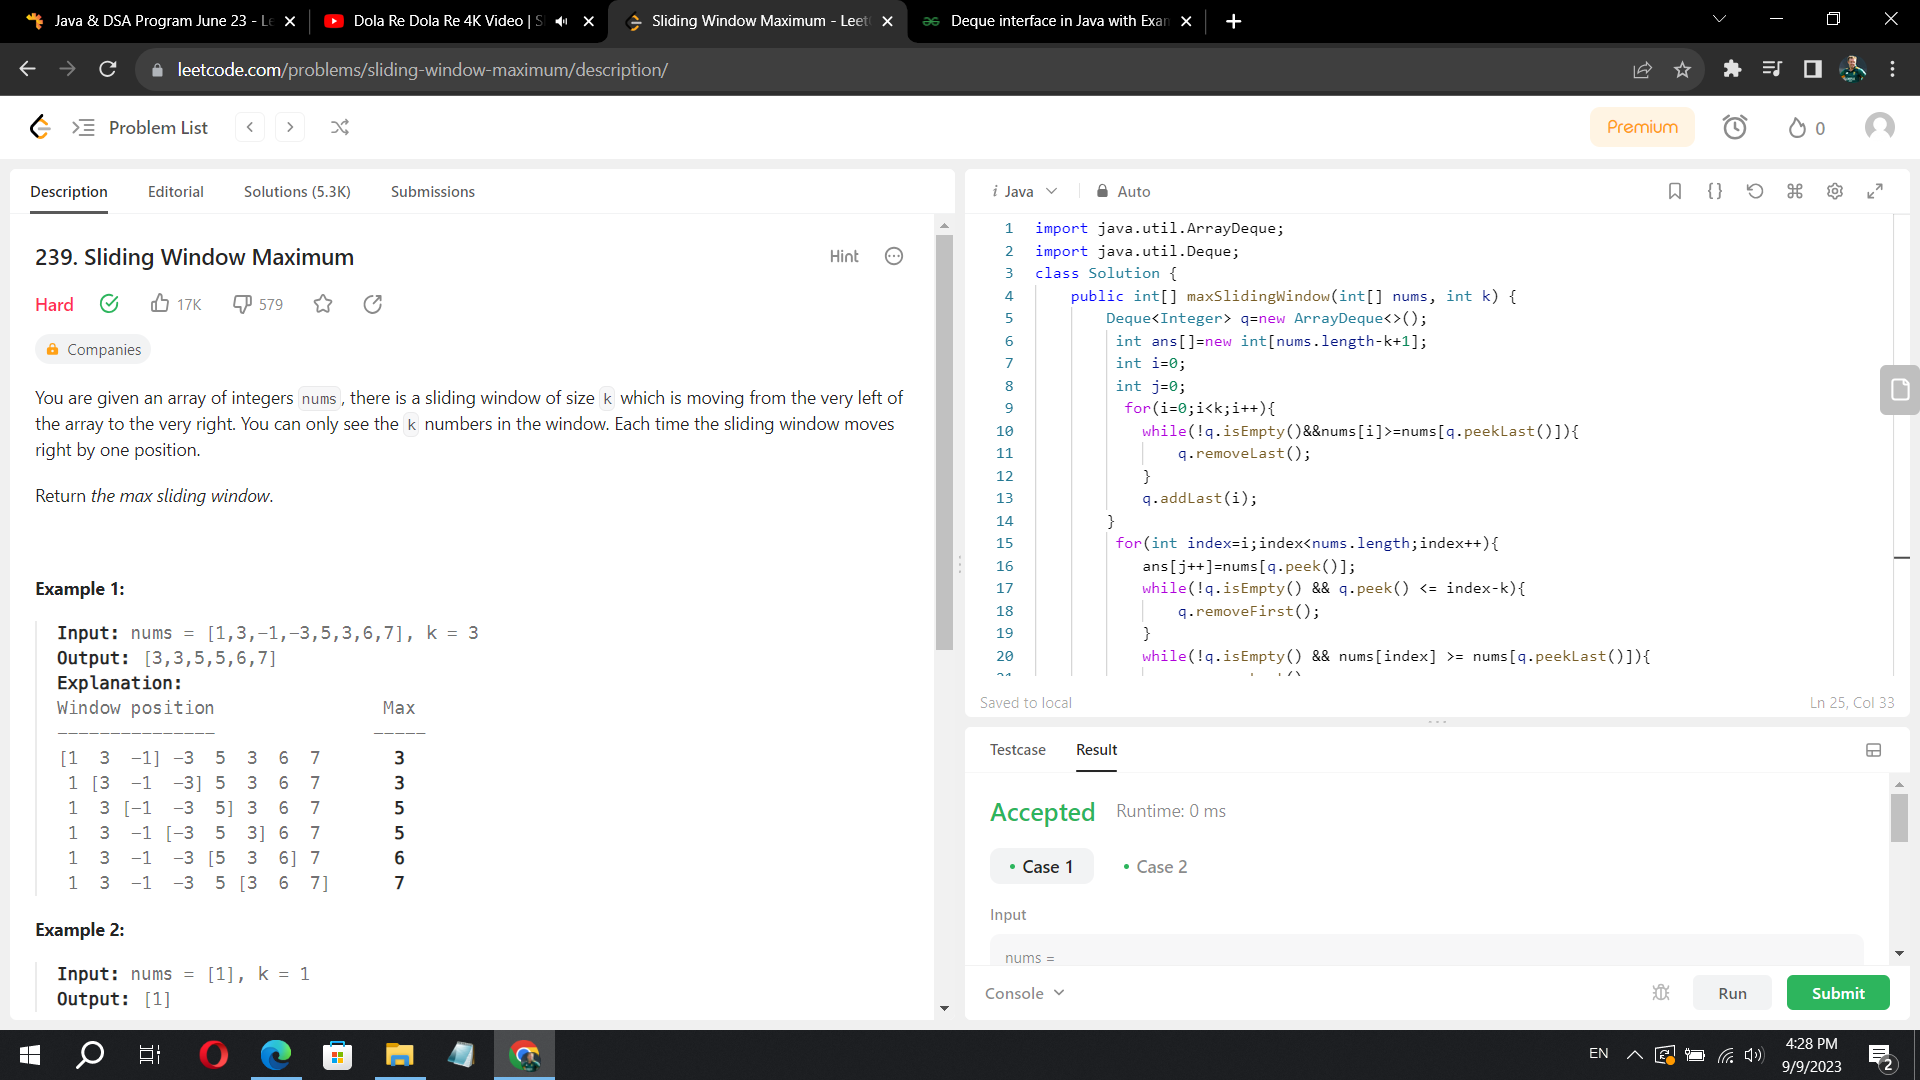 Java & DSA Program June 23 - Le
Dola Re Dola Re 4K Video | S
Sliding Window Maximum - Leet
Deque interface in Java with Exam
leetcode.com/problems/sliding-window-maximum/description/
Problem List
Premium
0
Description
Editorial
Solutions (5.3K)
Submissions
239. Sliding Window Maximum
Hint
Hard
17K
579
Companies
You are given an array of integers nums, there is a sliding window of size k which is moving from the very left of
the array to the very right. You can only see the k numbers in the window. Each time the sliding window moves
right by one position.
Return the max sliding window.
Example 1:
Input: nums = [1,3,-1,-3,5,3,6,7], k = 3
Output: [3,3,5,5,6,7]
Explanation:
Window position                Max
---------------               -----
[1  3  -1] -3  5  3  6  7       3
 1 [3  -1  -3] 5  3  6  7       3
 1  3 [-1  -3  5] 3  6  7       5
 1  3  -1 [-3  5  3] 6  7       5
 1  3  -1  -3 [5  3  6] 7       6
 1  3  -1  -3  5 [3  6  7]      7
Example 2:
Input: nums = [1], k = 1
Output: [1]
i Java
Auto
1 import java.util.ArrayDeque;
2 import java.util.Deque;
3 class Solution {
4     public int[] maxSlidingWindow(int[] nums, int k) {
5         Deque<Integer> q=new ArrayDeque<>();
6          int ans[]=new int[nums.length-k+1];
7          int i=0;
8          int j=0;
9           for(i=0;i<k;i++){
10             while(!q.isEmpty()&&nums[i]>=nums[q.peekLast()]){
11                 q.removeLast();
12             }
13             q.addLast(i);
14         }
15          for(int index=i;index<nums.length;index++){
16             ans[j++]=nums[q.peek()];
17             while(!q.isEmpty() && q.peek() <= index-k){
18                 q.removeFirst();
19             }
20             while(!q.isEmpty() && nums[index] >= nums[q.peekLast()]){
Saved to local
Ln 25, Col 33
Testcase
Result
Accepted
Runtime: 0 ms
• Case 1
• Case 2
Input
nums =
Console
Run
Submit
EN
4:28 PM
9/9/2023
2